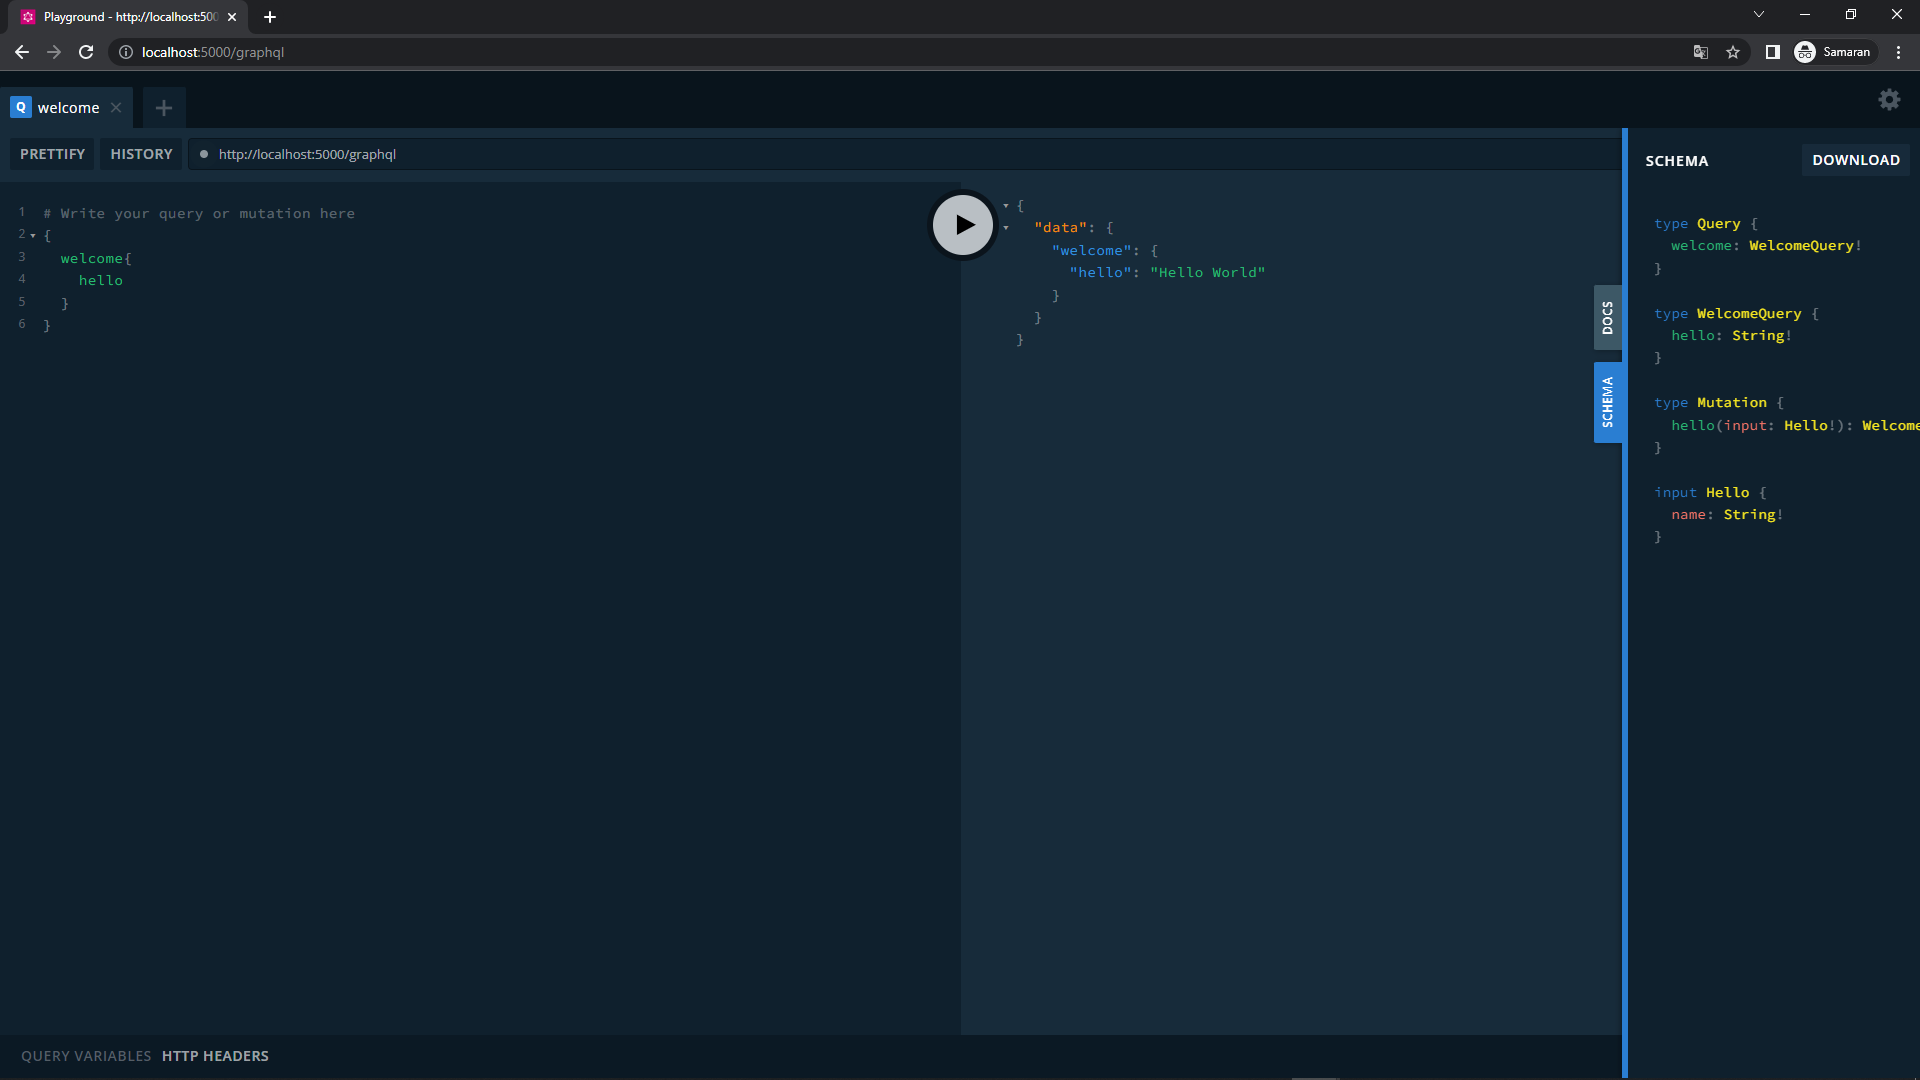 Playground - http://localhost:500
localhost:5000/graphql
Samaran
Q welcome
PRETTIFY
HISTORY
http://localhost:5000/graphql
1 # Write your query or mutation here
2 {
3 welcome{
4 hello
5 }
6 }
{
"data": {
"welcome": {
"hello": "Hello World"
}
}
}
DOCS
SCHEMA
SCHEMA
DOWNLOAD
type Query {
welcome: WelcomeQuery!
}
type WelcomeQuery {
hello: String!
}
type Mutation {
hello(input: Hello!): Welcome
}
input Hello {
name: String!
}
QUERY VARIABLES
HTTP HEADERS